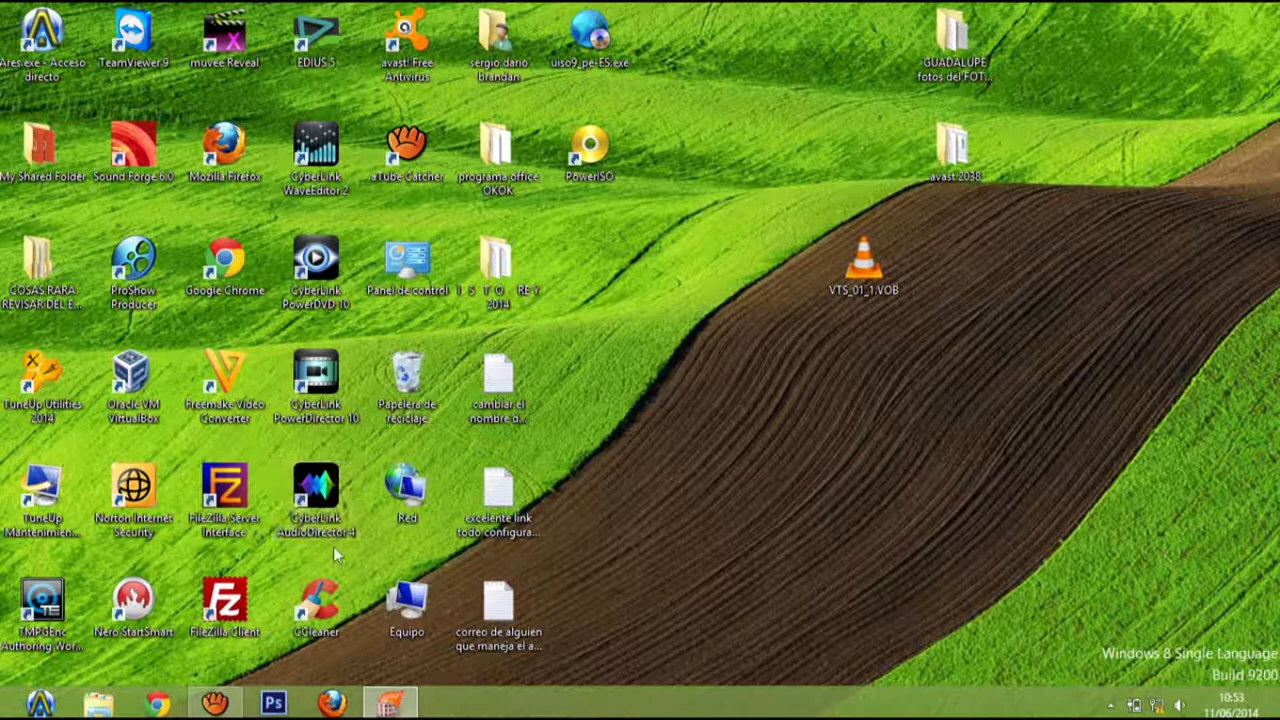 Ares.exe - Acceso
directo
TeamViewer 9
muvee Reveal
EDIUS 5
avast! Free
Antivirus
sergio dario
brandan
uiso9_pe-ES.exe
GUADALUPE
fotos del FOT...
My Shared Folder
Sound Forge 6.0
Mozilla Firefox
CyberLink
WaveEditor 2
aTube Catcher
programa office
OKOK
PowerISO
avast 2038
COSAS RARA
REVISAR DEL E...
ProShow
Producer
Google Chrome
CyberLink
PowerDVD 10
Panel de control
I S T O RE Y
2014
VTS_01_1.VOB
TuneUp Utilities
2014
Oracle VM
VirtualBox
Freemake Video
Converter
CyberLink
PowerDirector 10
Papelera de
reciclaje
cambiar el
nombre d...
TuneUp
Mantenimien...
Norton Internet
Security
FileZilla Server
Interface
CyberLink
AudioDirector 4
Red
excelente link
todo configura...
TMPGEnc
Authoring Wor...
Nero StartSmart
FileZilla Client
CCleaner
Equipo
correo de alguien
que maneja el a...
Windows 8 Single Language
Build 9200
Ps
10:53
11/06/2014